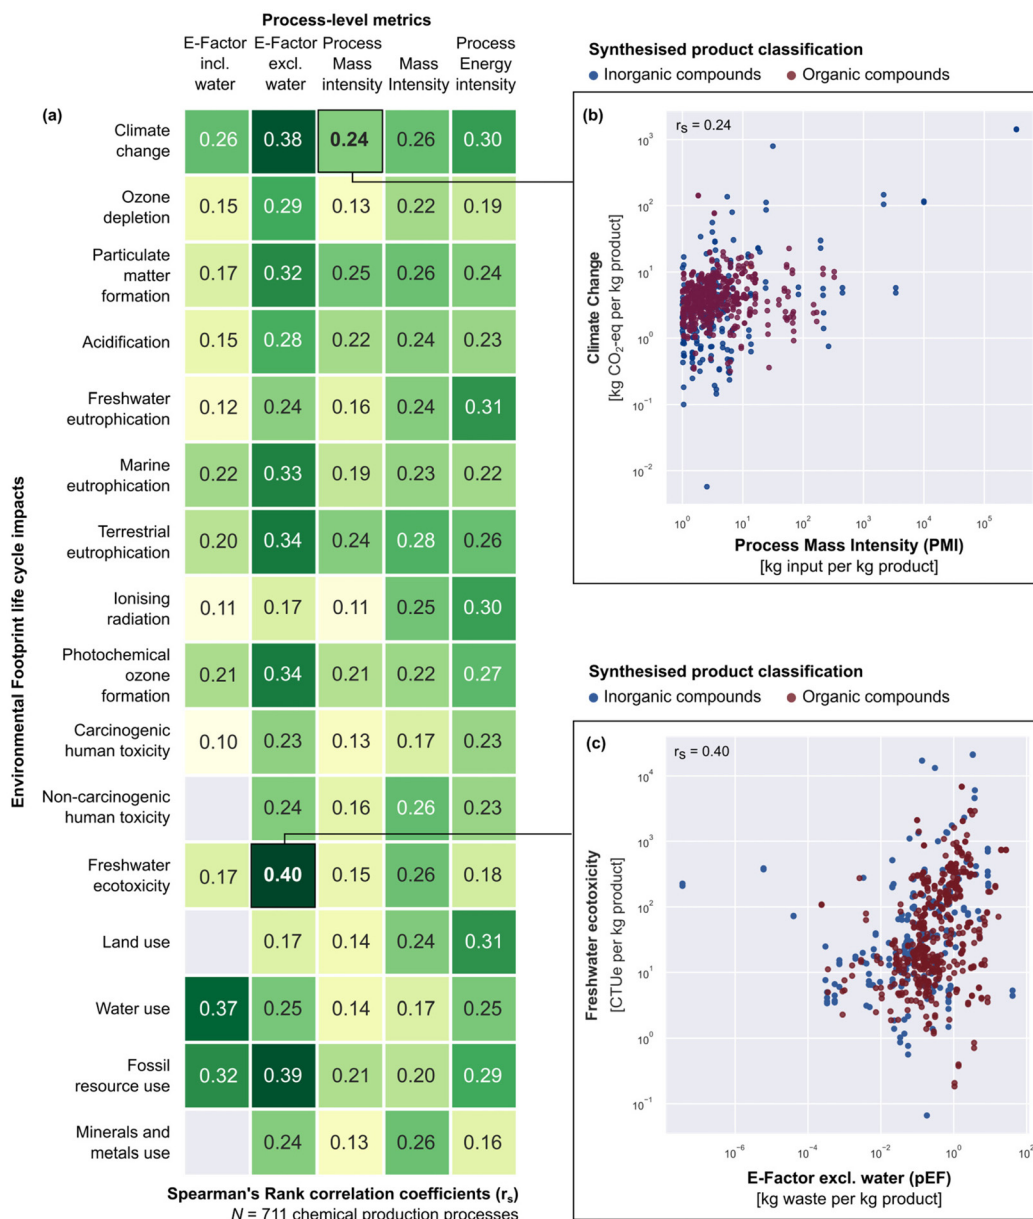 Process-level metrics
E-Factor incl. water
E-Factor excl. water
Process Mass intensity
Mass Intensity
Process Energy intensity
(a)
Environmental Footprint life cycle impacts
Climate change 0.26 0.38 0.24 0.26 0.30
Ozone depletion 0.15 0.29 0.13 0.22 0.19
Particulate matter formation 0.17 0.32 0.25 0.26 0.24
Acidification 0.15 0.28 0.22 0.24 0.23
Freshwater eutrophication 0.12 0.24 0.16 0.24 0.31
Marine eutrophication 0.22 0.33 0.19 0.23 0.22
Terrestrial eutrophication 0.20 0.34 0.24 0.28 0.26
Ionising radiation 0.11 0.17 0.11 0.25 0.30
Photochemical ozone formation 0.21 0.34 0.21 0.22 0.27
Carcinogenic human toxicity 0.10 0.23 0.13 0.17 0.23
Non-carcinogenic human toxicity 0.24 0.16 0.26 0.23
Freshwater ecotoxicity 0.17 0.40 0.15 0.26 0.18
Land use 0.17 0.14 0.24 0.31
Water use 0.37 0.25 0.14 0.17 0.25
Fossil resource use 0.32 0.39 0.21 0.20 0.29
Minerals and metals use 0.24 0.13 0.26 0.16
Spearman's Rank correlation coefficients (rₛ)
N = 711 chemical production processes
Synthesised product classification
Inorganic compounds Organic compounds
(b)
rₛ = 0.24
Climate Change
[kg CO₂-eq per kg product]
10³
10²
10¹
10⁰
10⁻¹
10⁻²
10⁰ 10¹ 10² 10³ 10⁴ 10⁵
Process Mass Intensity (PMI)
[kg input per kg product]
Synthesised product classification
Inorganic compounds Organic compounds
(c)
rₛ = 0.40
Freshwater ecotoxicity
[CTUe per kg product]
10⁴
10³
10²
10¹
10⁰
10⁻¹
10⁻⁶ 10⁻⁴ 10⁻² 10⁰ 10²
E-Factor excl. water (pEF)
[kg waste per kg product]